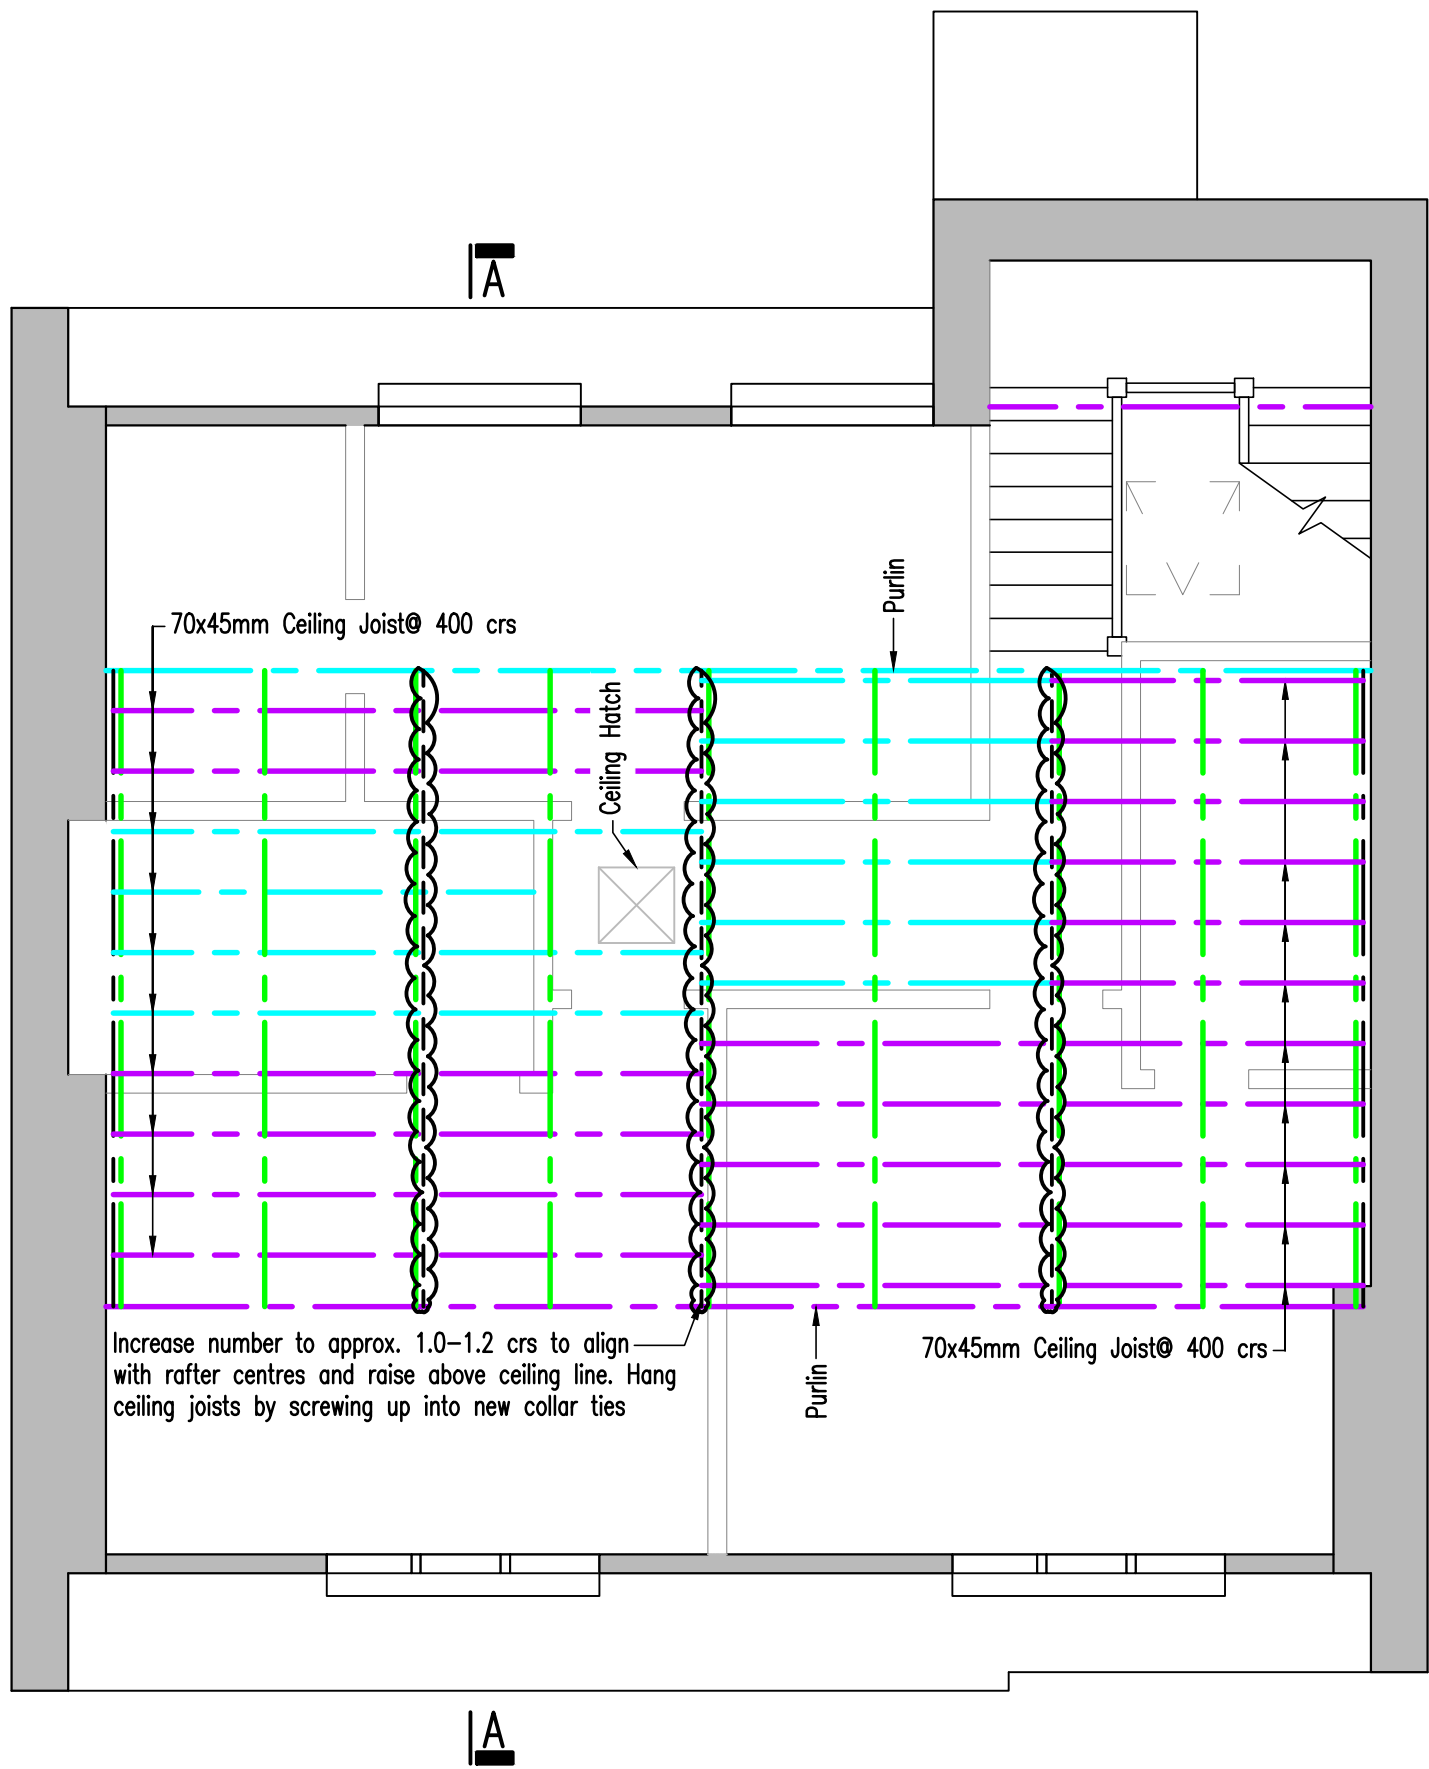 A
Purlin
70x45mm Ceiling Joist@ 400 crs
Ceiling Hatch
Increase number to approx. 1.0-1.2 crs to align
with rafter centres and raise above ceiling line. Hang
ceiling joists by screwing up into new collar ties
70x45mm Ceiling Joist@ 400 crs
Purlin
A